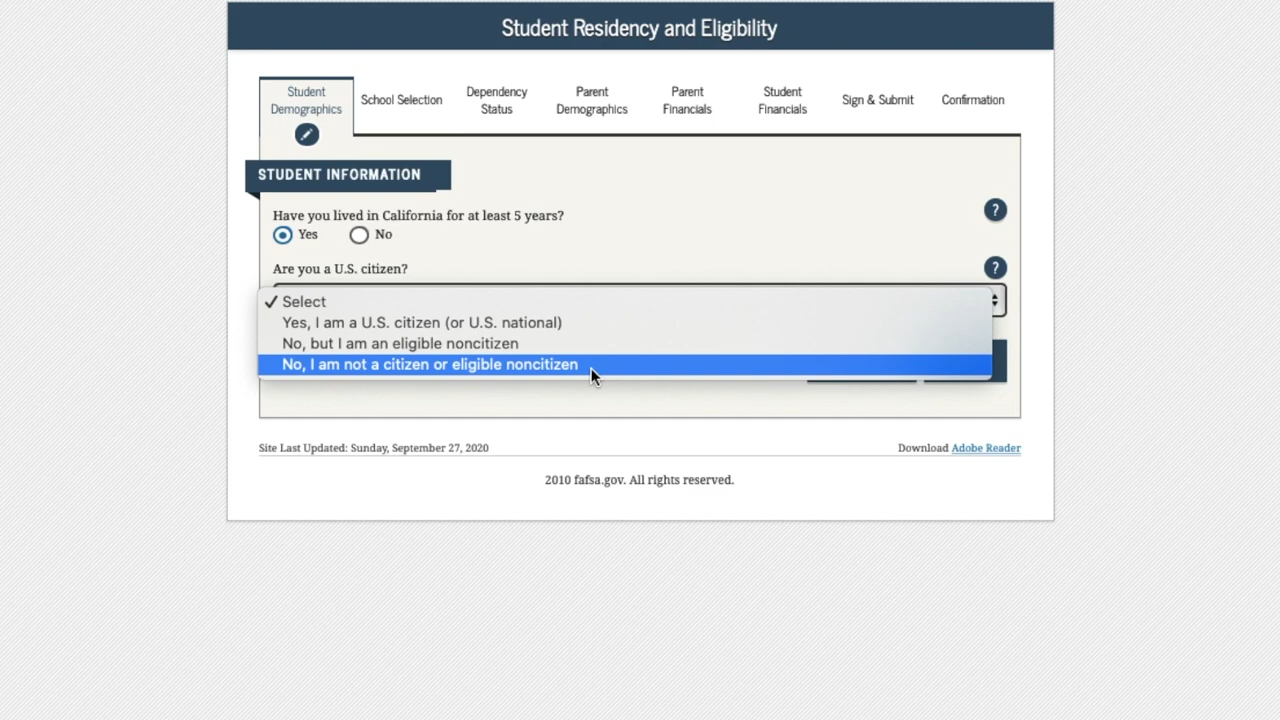 Student Residency and Eligibility
Student Demographics
School Selection
Dependency Status
Parent Demographics
Parent Financials
Student Financials
Sign & Submit
Confirmation
STUDENT INFORMATION
Have you lived in California for at least 5 years?
?
Yes No
Are you a U.S. citizen?
?
✓ Select
Yes, I am a U.S. citizen (or U.S. national)
No, but I am an eligible noncitizen
No, I am not a citizen or eligible noncitizen
Site Last Updated: Sunday, September 27, 2020
Download Adobe Reader
2010 fafsa.gov. All rights reserved.